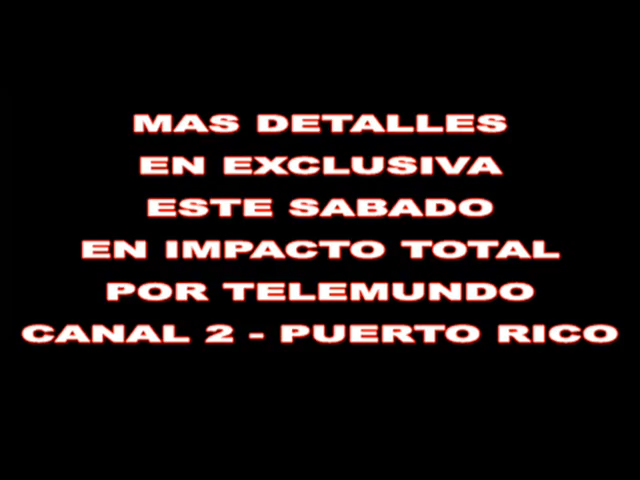 MAS DETALLES
EN EXCLUSIVA
ESTE SABADO
EN IMPACTO TOTAL
POR TELEMUNDO
CANAL 2 - PUERTO RICO